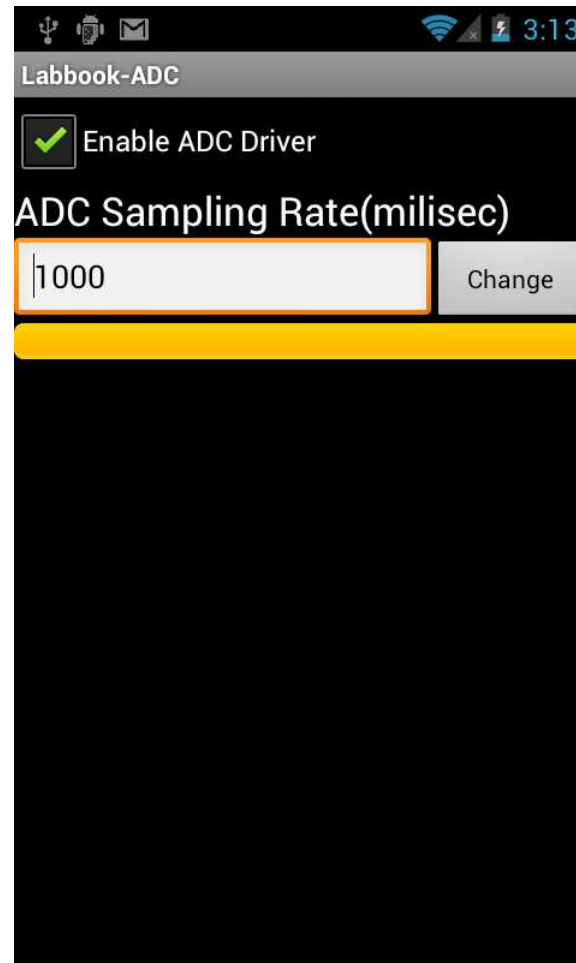 3:13
Labbook-ADC
Enable ADC Driver
ADC Sampling Rate(milisec)
1000 Change